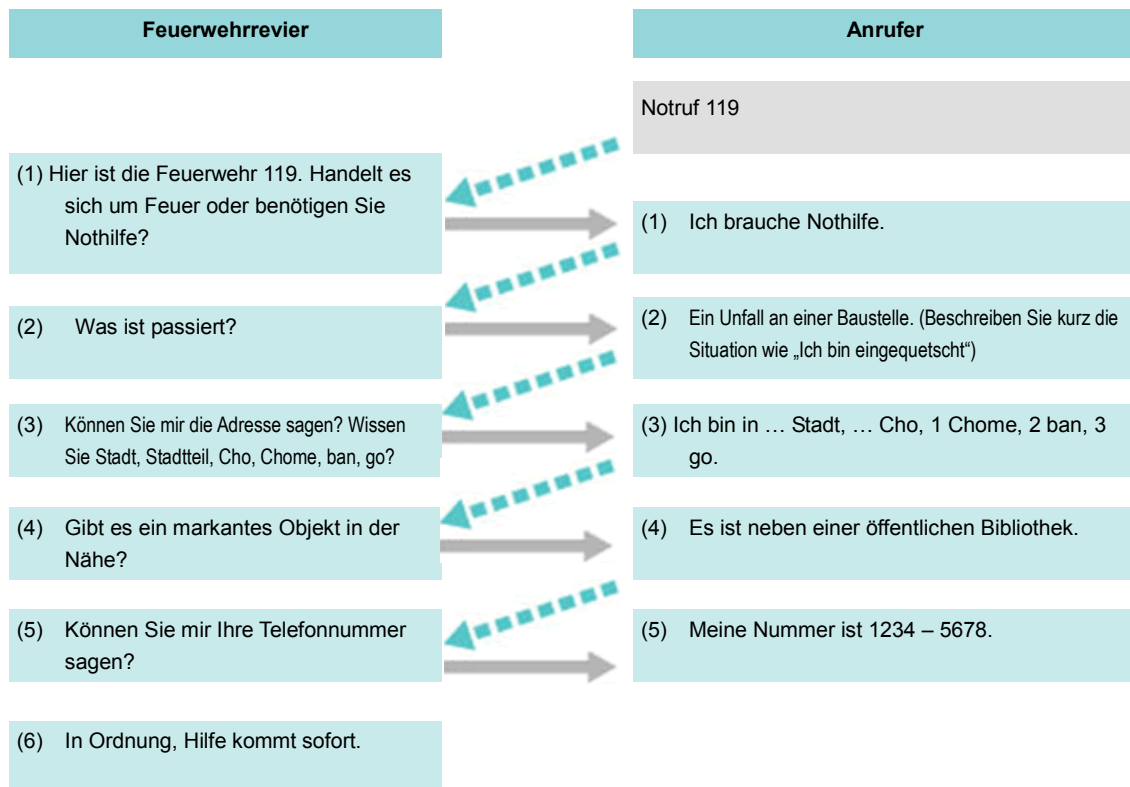 Feuerwehrrevier
Anrufer
Notruf 119
(1) Hier ist die Feuerwehr 119. Handelt es
sich um Feuer oder benötigen Sie
Nothilfe?
(1) Ich brauche Nothilfe.
(2) Was ist passiert?
(2) Ein Unfall an einer Baustelle. (Beschreiben Sie kurz die
Situation wie „Ich bin eingequetscht“)
(3) Können Sie mir die Adresse sagen? Wissen
Sie Stadt, Stadtteil, Cho, Chome, ban, go?
(3) Ich bin in … Stadt, … Cho, 1 Chome, 2 ban, 3
go.
(4) Gibt es ein markantes Objekt in der
Nähe?
(4) Es ist neben einer öffentlichen Bibliothek.
(5) Können Sie mir Ihre Telefonnummer
sagen?
(5) Meine Nummer ist 1234 – 5678.
(6) In Ordnung, Hilfe kommt sofort.